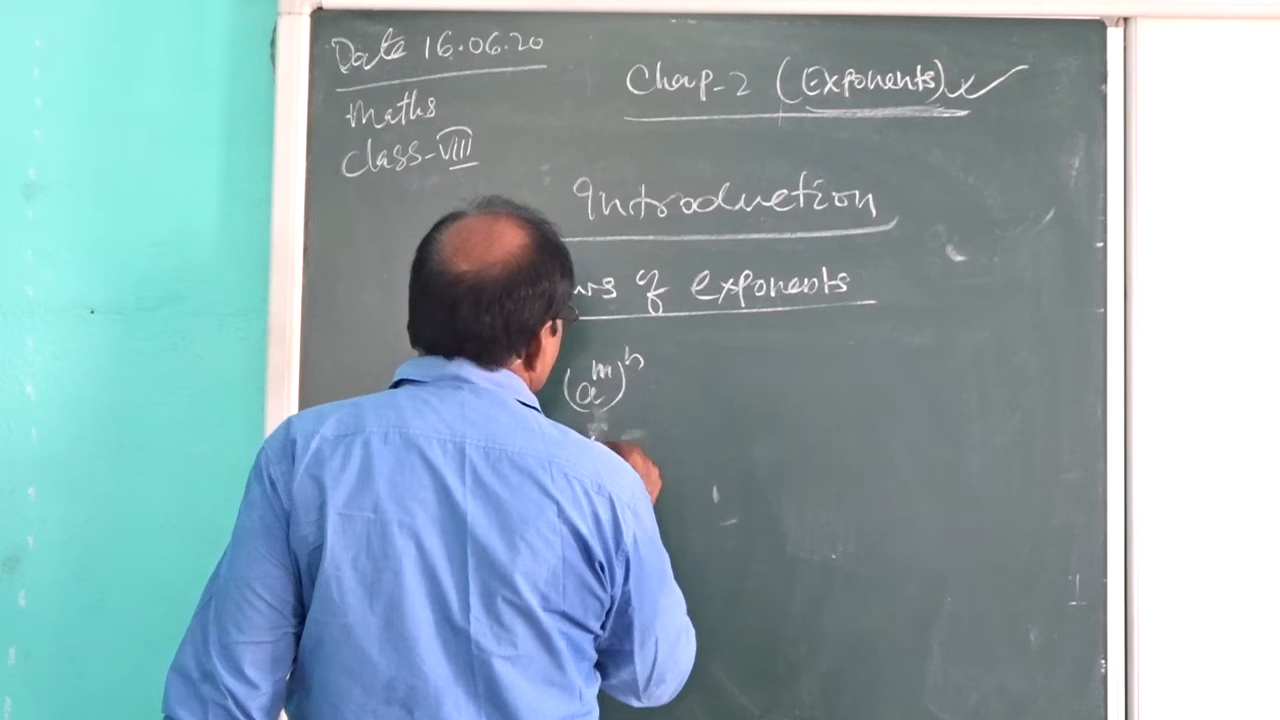 Date 16.06.20
Maths
Class-VIII
Chap-2 (Exponents)
Introduction
ws of exponents
(a^m)^n